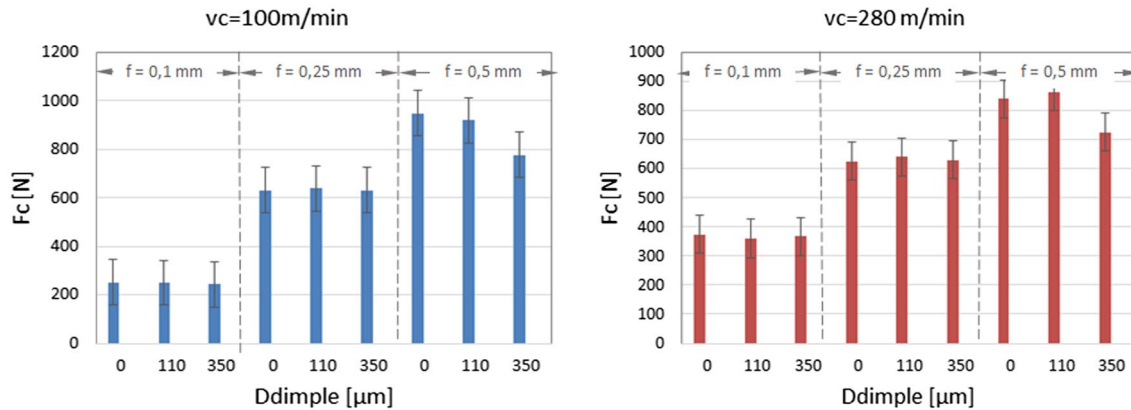 vc=100m/min
1200
1000
800
600
400
200
0
Fc [N]
f = 0,1 mm
f = 0,25 mm
f = 0,5 mm
0 110 350 0 110 350 0 110 350
Ddimple [µm]
vc=280 m/min
1000
900
800
700
600
500
400
300
200
100
0
Fc [N]
f = 0,1 mm
f = 0,25 mm
f = 0,5 mm
0 110 350 0 110 350 0 110 350
Ddimple [µm]